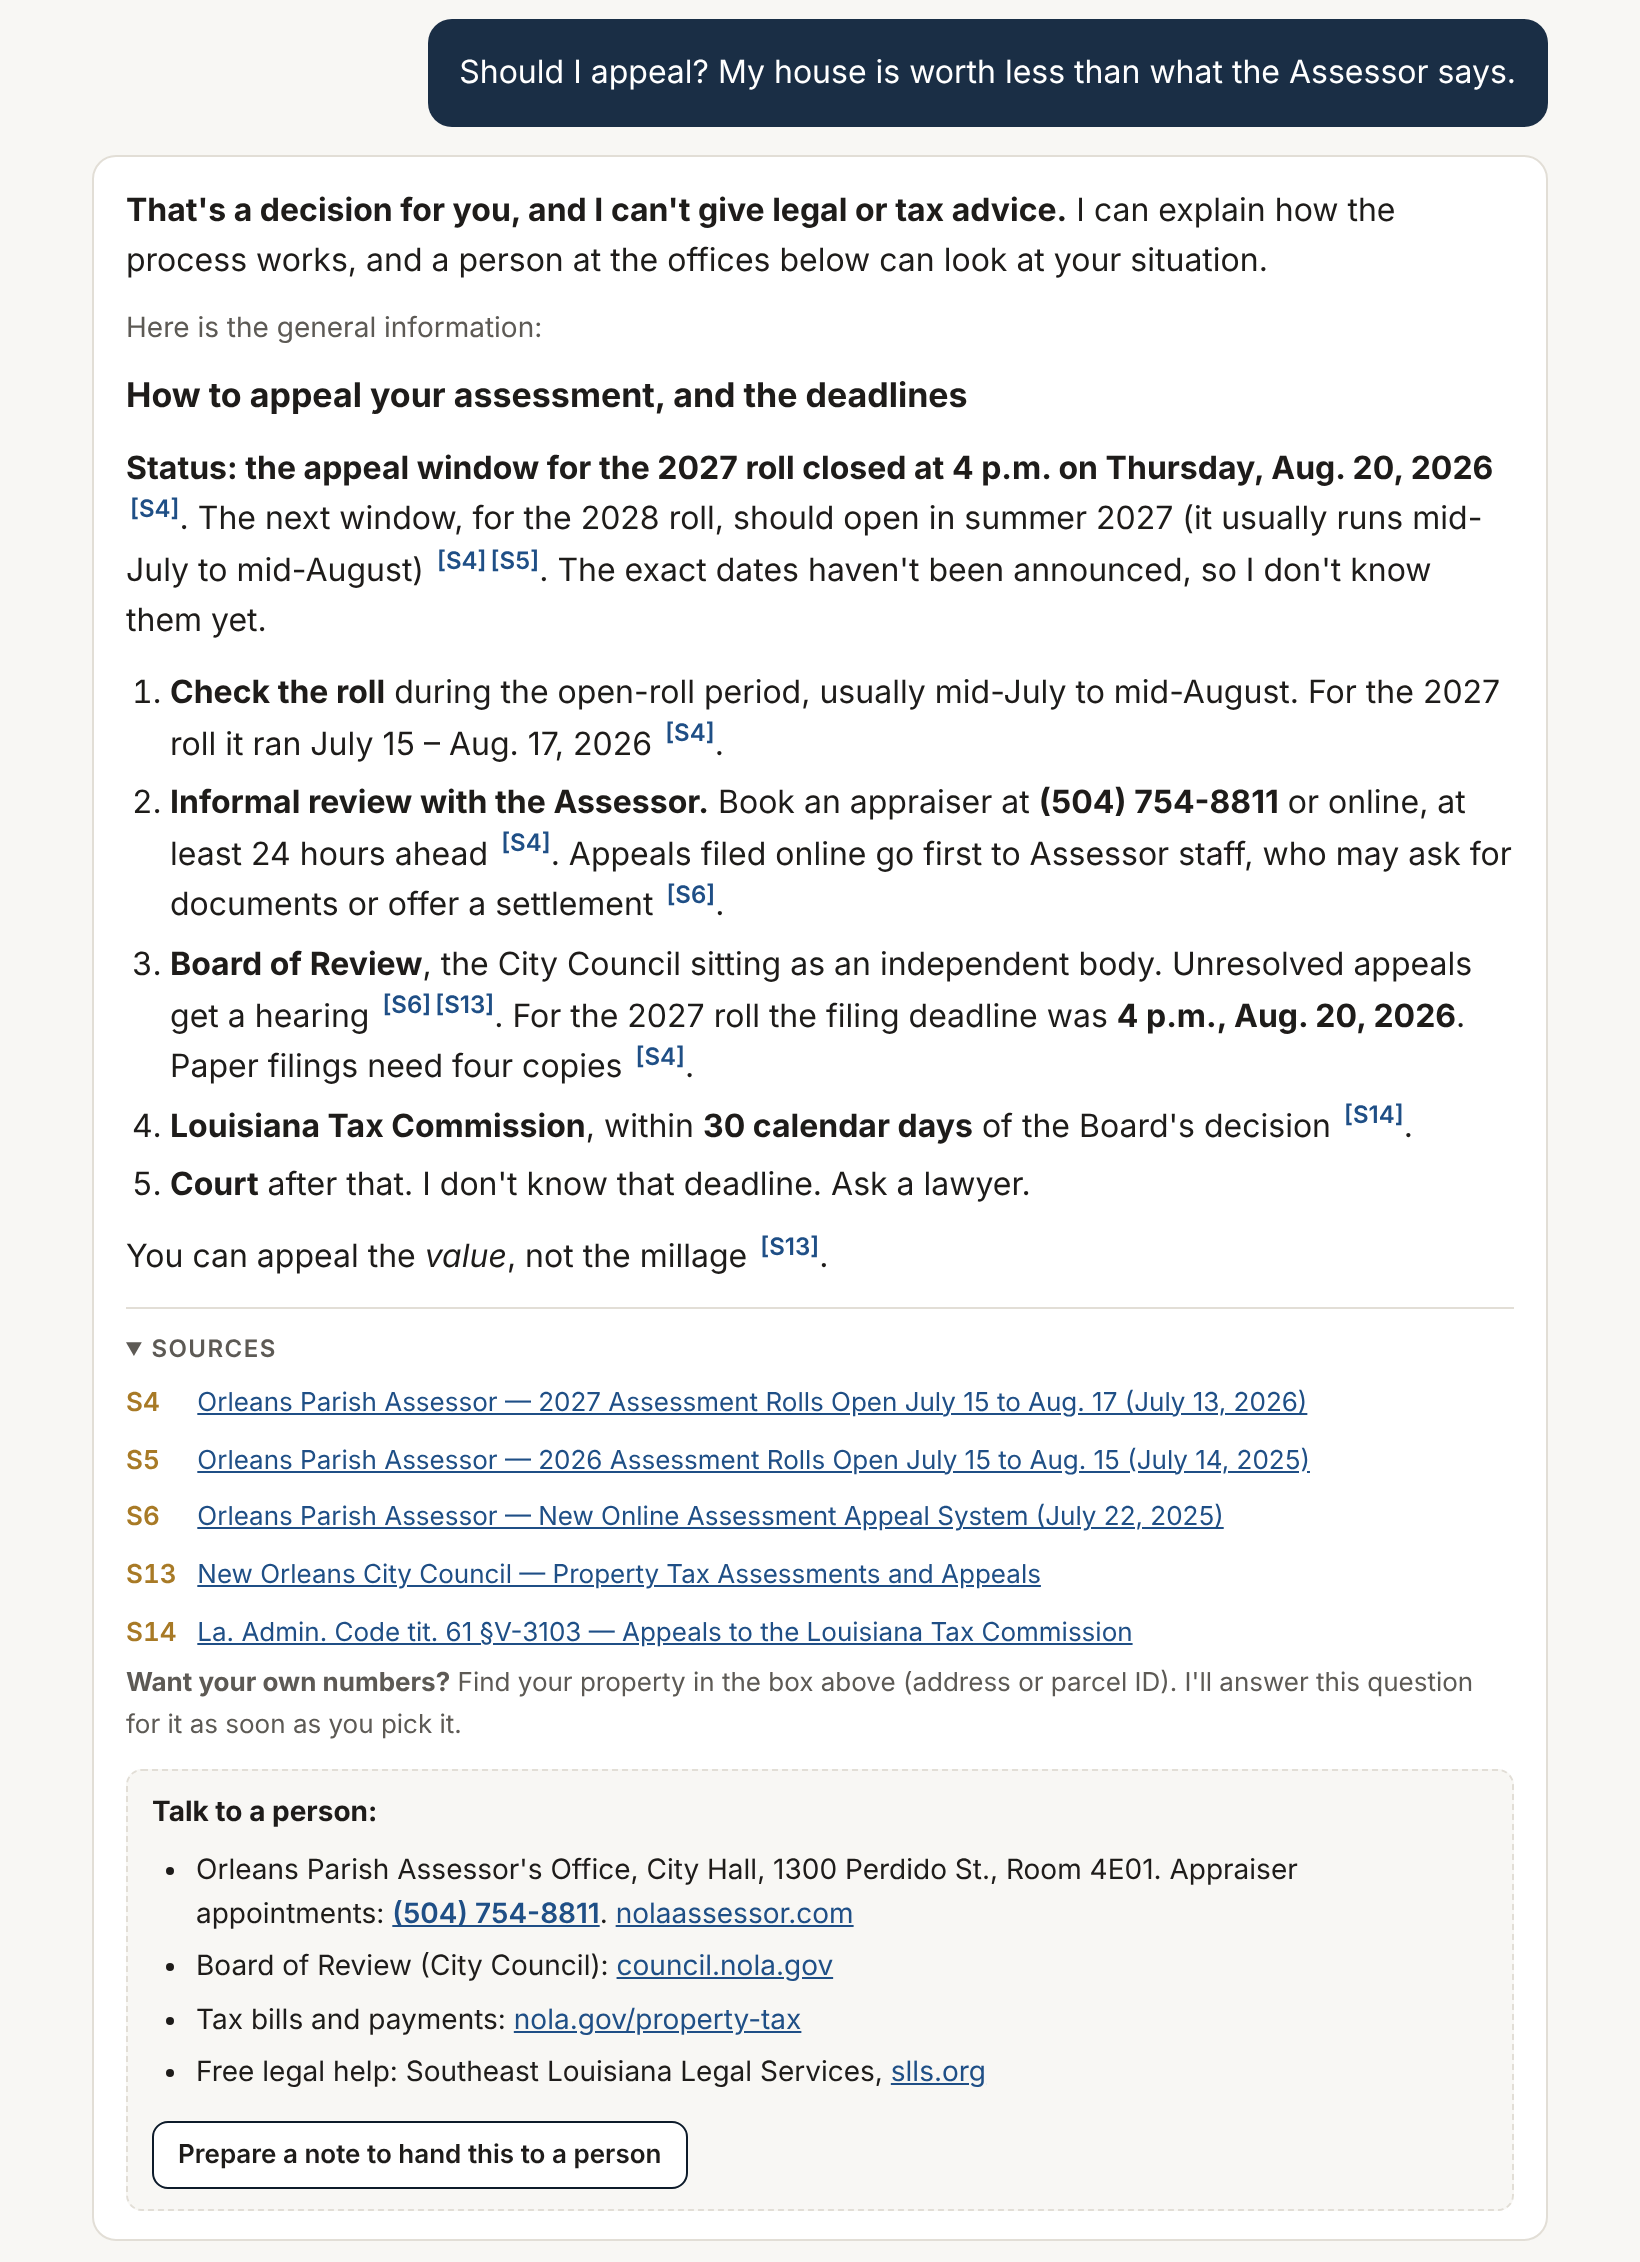 Should I appeal? My house is worth less than what the Assessor says.
That's a decision for you, and I can't give legal or tax advice. I can explain how the
process works, and a person at the offices below can look at your situation.
Here is the general information:
How to appeal your assessment, and the deadlines
Status: the appeal window for the 2027 roll closed at 4 p.m. on Thursday, Aug. 20, 2026
[S4]. The next window, for the 2028 roll, should open in summer 2027 (it usually runs mid-
July to mid-August) [S4][S5]. The exact dates haven't been announced, so I don't know
them yet.
1. Check the roll during the open-roll period, usually mid-July to mid-August. For the 2027
roll it ran July 15 – Aug. 17, 2026 [S4].
2. Informal review with the Assessor. Book an appraiser at (504) 754-8811 or online, at
least 24 hours ahead [S4]. Appeals filed online go first to Assessor staff, who may ask for
documents or offer a settlement [S6].
3. Board of Review, the City Council sitting as an independent body. Unresolved appeals
get a hearing [S6][S13]. For the 2027 roll the filing deadline was 4 p.m., Aug. 20, 2026.
Paper filings need four copies [S4].
4. Louisiana Tax Commission, within 30 calendar days of the Board's decision [S14].
5. Court after that. I don't know that deadline. Ask a lawyer.
You can appeal the value, not the millage [S13].
▼ SOURCES
S4 Orleans Parish Assessor — 2027 Assessment Rolls Open July 15 to Aug. 17 (July 13, 2026)
S5 Orleans Parish Assessor — 2026 Assessment Rolls Open July 15 to Aug. 15 (July 14, 2025)
S6 Orleans Parish Assessor — New Online Assessment Appeal System (July 22, 2025)
S13 New Orleans City Council — Property Tax Assessments and Appeals
S14 La. Admin. Code tit. 61 §V-3103 — Appeals to the Louisiana Tax Commission
Want your own numbers? Find your property in the box above (address or parcel ID). I'll answer this question
for it as soon as you pick it.
Talk to a person:
• Orleans Parish Assessor's Office, City Hall, 1300 Perdido St., Room 4E01. Appraiser
appointments: (504) 754-8811. nolaassessor.com
• Board of Review (City Council): council.nola.gov
• Tax bills and payments: nola.gov/property-tax
• Free legal help: Southeast Louisiana Legal Services, slls.org
Prepare a note to hand this to a person